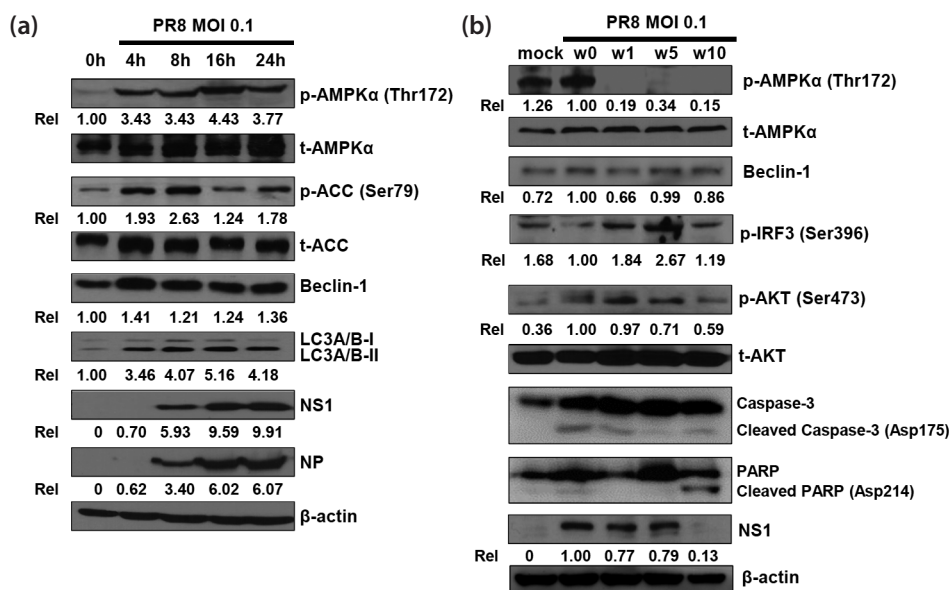 (a)
PR8 MOI 0.1
0h 4h 8h 16h 24h
p-AMPKα (Thr172)
Rel 1.00 3.43 3.43 4.43 3.77
t-AMPKα
p-ACC (Ser79)
Rel 1.00 1.93 2.63 1.24 1.78
t-ACC
Beclin-1
Rel 1.00 1.41 1.21 1.24 1.36
LC3A/B-I
LC3A/B-II
Rel 1.00 3.46 4.07 5.16 4.18
NS1
Rel 0 0.70 5.93 9.59 9.91
NP
Rel 0 0.62 3.40 6.02 6.07
β-actin
(b)
PR8 MOI 0.1
mock w0 w1 w5 w10
p-AMPKα (Thr172)
Rel 1.26 1.00 0.19 0.34 0.15
t-AMPKα
Beclin-1
Rel 0.72 1.00 0.66 0.99 0.86
p-IRF3 (Ser396)
Rel 1.68 1.00 1.84 2.67 1.19
p-AKT (Ser473)
Rel 0.36 1.00 0.97 0.71 0.59
t-AKT
Caspase-3
Cleaved Caspase-3 (Asp175)
PARP
Cleaved PARP (Asp214)
NS1
Rel 0 1.00 0.77 0.79 0.13
β-actin